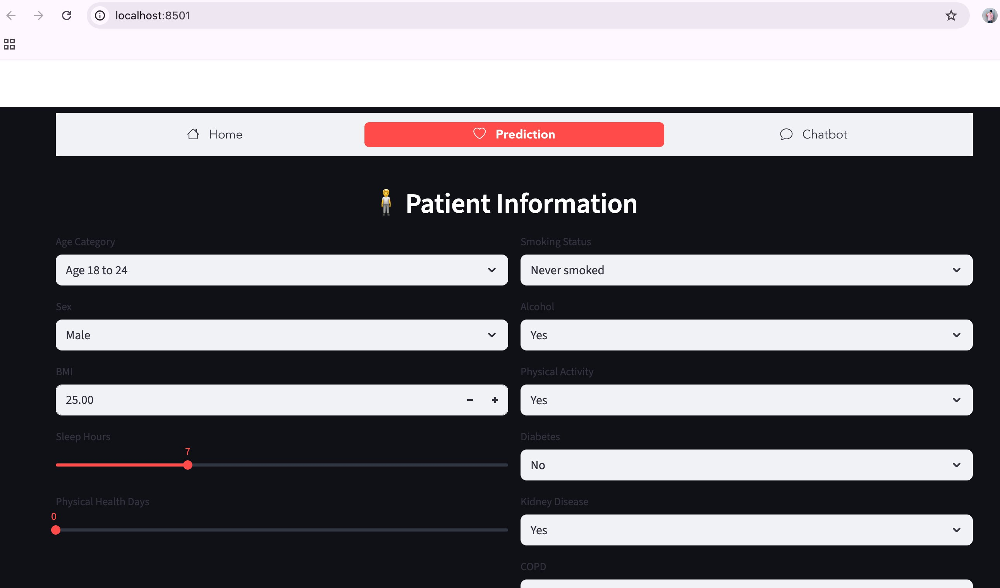 localhost:8501
Home
Prediction
Chatbot
Patient Information
Age Category
Age 18 to 24
Smoking Status
Never smoked
Sex
Male
Alcohol
Yes
BMI
25.00
Physical Activity
Yes
Sleep Hours
7
Diabetes
No
Physical Health Days
0
Kidney Disease
Yes
COPD